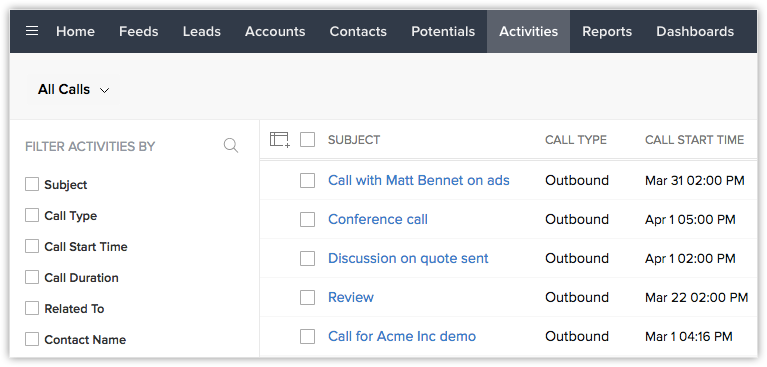 Home Feeds Leads Accounts Contacts Potentials Activities Reports Dashboards
All Calls
FILTER ACTIVITIES BY
Subject
Call Type
Call Start Time
Call Duration
Related To
Contact Name
SUBJECT CALL TYPE CALL START TIME
Call with Matt Bennet on ads Outbound Mar 31 02:00 PM
Conference call Outbound Apr 1 05:00 PM
Discussion on quote sent Outbound Apr 1 02:00 PM
Review Outbound Mar 22 02:00 PM
Call for Acme Inc demo Outbound Mar 1 04:16 PM